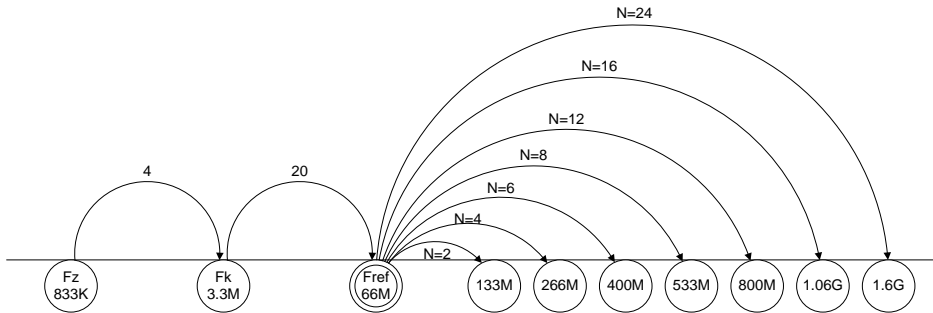 N=24
N=16
N=12
N=8
N=6
N=4
N=2
4
20
Fz
833K
Fk
3.3M
Fref
66M
133M
266M
400M
533M
800M
1.06G
1.6G